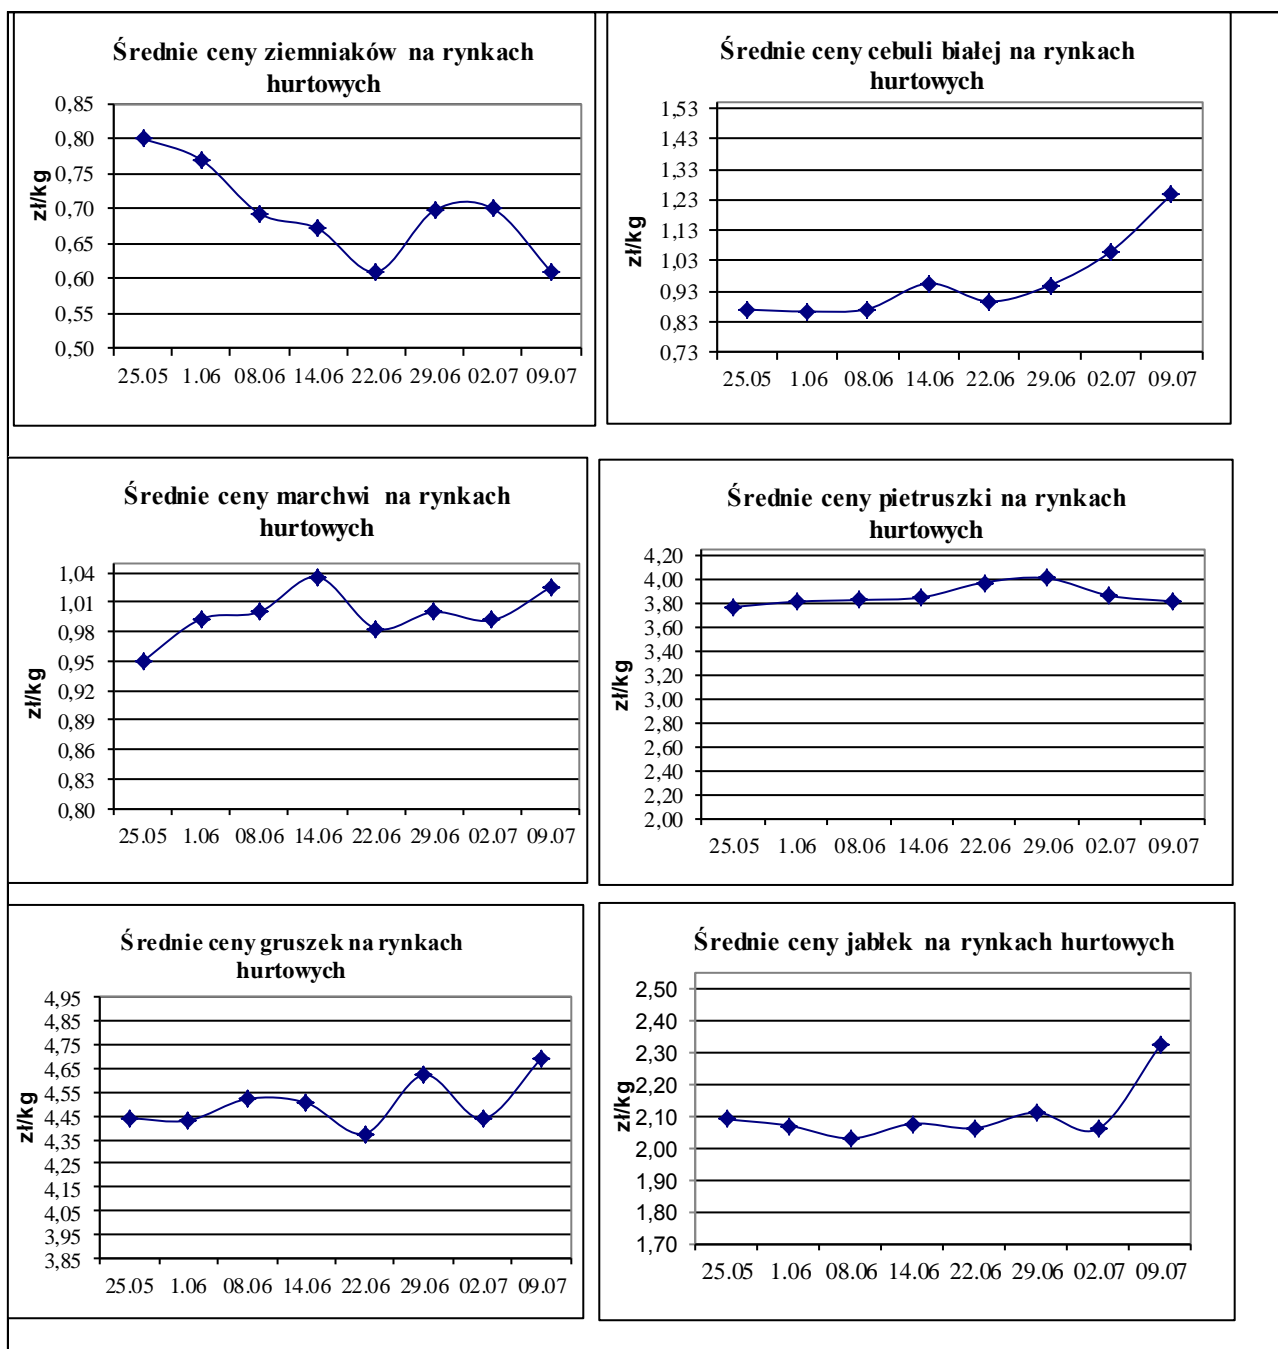 Średnie ceny ziemniaków na rynkach
hurtowych
zł/kg
0,85
0,80
0,75
0,70
0,65
0,60
0,55
0,50
25.05 1.06 08.06 14.06 22.06 29.06 02.07 09.07
Średnie ceny cebuli białej na rynkach
hurtowych
zł/kg
1,53
1,43
1,33
1,23
1,13
1,03
0,93
0,83
0,73
25.05 1.06 08.06 14.06 22.06 29.06 02.07 09.07
Średnie ceny marchwi na rynkach
hurtowych
zł/kg
1,04
1,01
0,98
0,95
0,92
0,89
0,86
0,83
0,80
25.05 1.06 08.06 14.06 22.06 29.06 02.07 09.07
Średnie ceny pietruszki na rynkach
hurtowych
zł/kg
4,20
4,00
3,80
3,60
3,40
3,20
3,00
2,80
2,60
2,40
2,20
2,00
25.05 1.06 08.06 14.06 22.06 29.06 02.07 09.07
Średnie ceny gruszek na rynkach
hurtowych
zł/kg
4,95
4,85
4,75
4,65
4,55
4,45
4,35
4,25
4,15
4,05
3,95
3,85
25.05 1.06 08.06 14.06 22.06 29.06 02.07 09.07
Średnie ceny jabłek na rynkach hurtowych
zł/kg
2,50
2,40
2,30
2,20
2,10
2,00
1,90
1,80
1,70
25.05 1.06 08.06 14.06 22.06 29.06 02.07 09.07